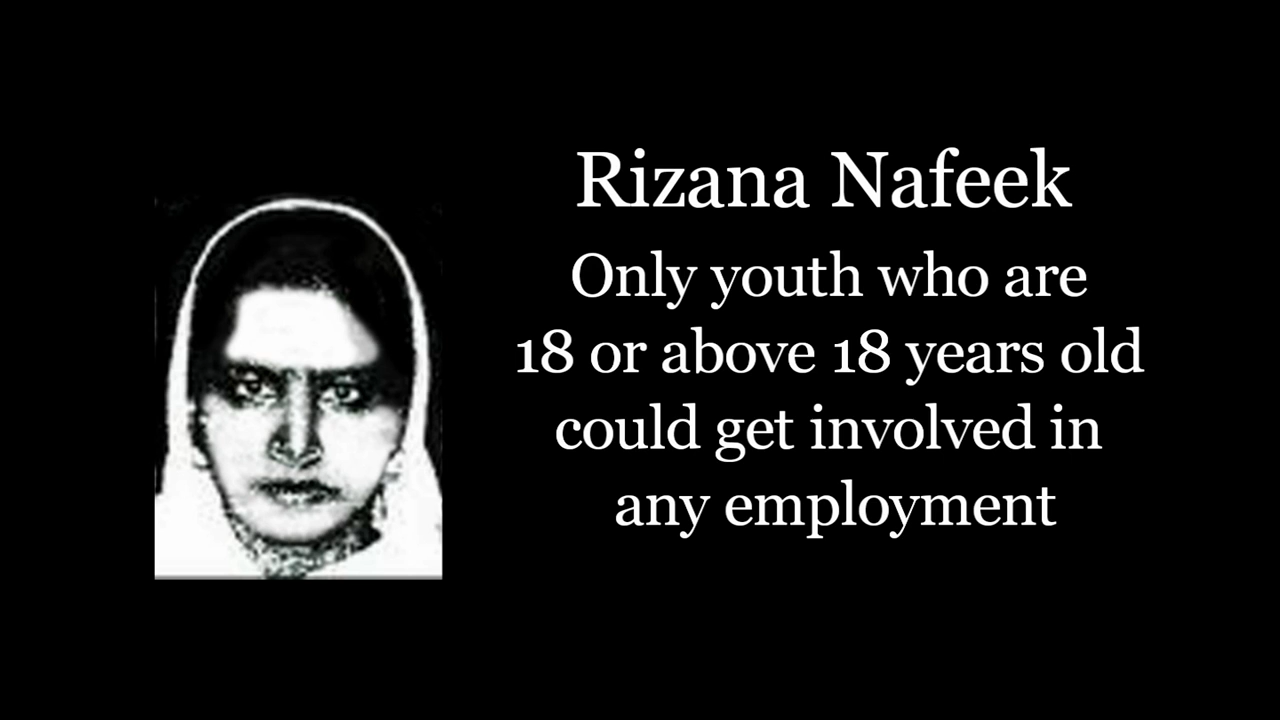 Rizana Nafeek
Only youth who are
18 or above 18 years old
could get involved in
any employment